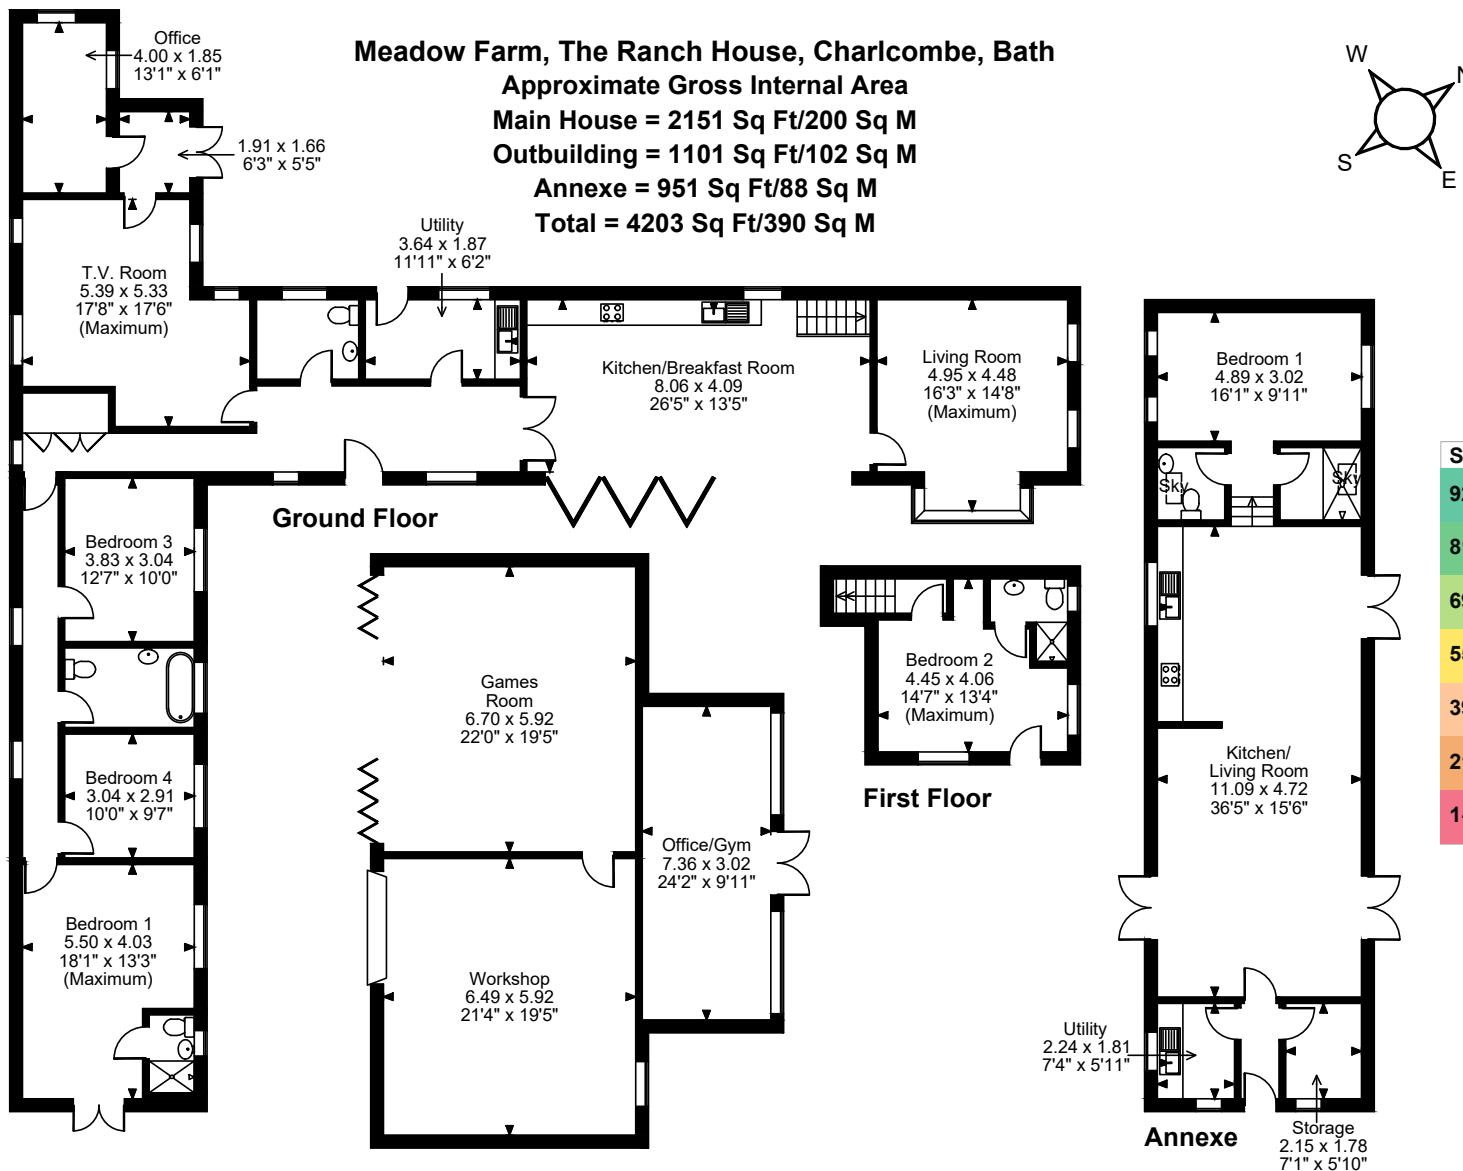 Meadow Farm, The Ranch House, Charlcombe, Bath
Approximate Gross Internal Area
Main House = 2151 Sq Ft/200 Sq M
Outbuilding = 1101 Sq Ft/102 Sq M
Annexe = 951 Sq Ft/88 Sq M
Total = 4203 Sq Ft/390 Sq M
W
N
S
E
Office
4.00 x 1.85
13'1" x 6'1"
1.91 x 1.66
6'3" x 5'5"
T.V. Room
5.39 x 5.33
17'8" x 17'6"
(Maximum)
Utility
3.64 x 1.87
11'11" x 6'2"
Kitchen/Breakfast Room
8.06 x 4.09
26'5" x 13'5"
Living Room
4.95 x 4.48
16'3" x 14'8"
(Maximum)
Ground Floor
Bedroom 3
3.83 x 3.04
12'7" x 10'0"
Bedroom 4
3.04 x 2.91
10'0" x 9'7"
Bedroom 1
5.50 x 4.03
18'1" x 13'3"
(Maximum)
Games
Room
6.70 x 5.92
22'0" x 19'5"
Workshop
6.49 x 5.92
21'4" x 19'5"
Office/Gym
7.36 x 3.02
24'2" x 9'11"
Bedroom 2
4.45 x 4.06
14'7" x 13'4"
(Maximum)
First Floor
Bedroom 1
4.89 x 3.02
16'1" x 9'11"
Sky
Sky
Kitchen/
Living Room
11.09 x 4.72
36'5" x 15'6"
Utility
2.24 x 1.81
7'4" x 5'11"
Storage
2.15 x 1.78
7'1" x 5'10"
Annexe